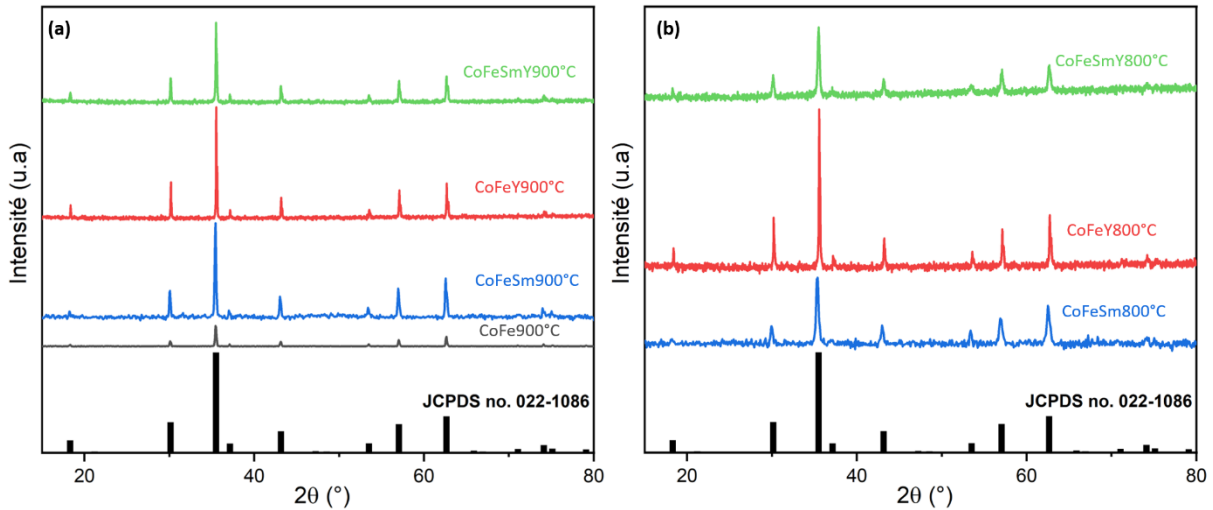 (a)
CoFeSmY900°C
CoFeY900°C
CoFeSm900°C
CoFe900°C
JCPDS no. 022-1086
Intensité (u.a)
20 40 60 80
2θ (°)
(b)
CoFeSmY800°C
CoFeY800°C
CoFeSm800°C
JCPDS no. 022-1086
Intensité (u.a)
20 40 60 80
2θ (°)